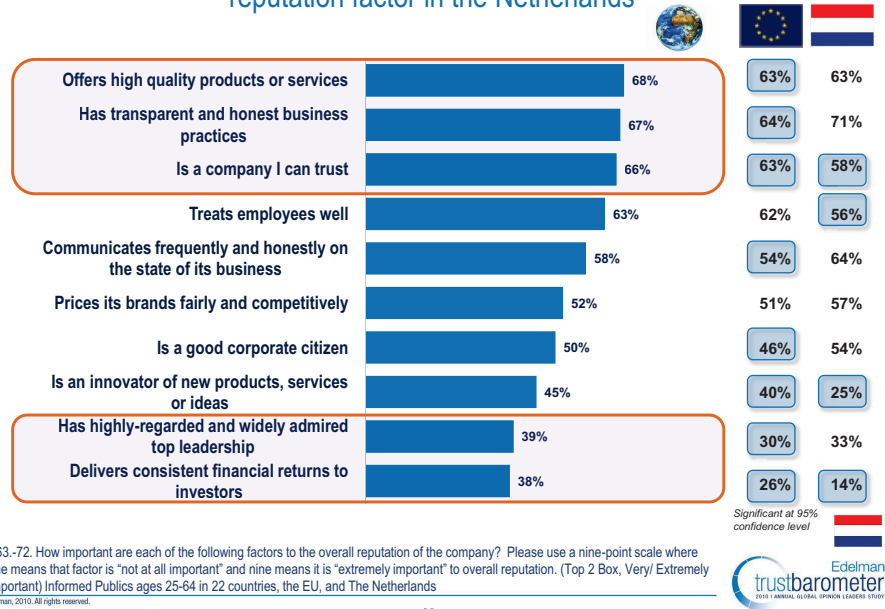 reputation factor in the Netherlands
Offers high quality products or services 68% 63% 63%
Has transparent and honest business
practices 67% 64% 71%
Is a company I can trust 66% 63% 58%
Treats employees well 63% 62% 56%
Communicates frequently and honestly on
the state of its business 58% 54% 64%
Prices its brands fairly and competitively 52% 51% 57%
Is a good corporate citizen 50% 46% 54%
Is an innovator of new products, services
or ideas 45% 40% 25%
Has highly-regarded and widely admired
top leadership 39% 30% 33%
Delivers consistent financial returns to
investors 38% 26% 14%
Significant at 95%
confidence level
63.-72. How important are each of the following factors to the overall reputation of the company? Please use a nine-point scale where
means that factor is “not at all important” and nine means it is “extremely important” to overall reputation. (Top 2 Box, Very/ Extremely
Informed Publics ages 25-64 in 22 countries, the EU, and The Netherlands
2010. All rights reserved.
Edelman
trustbarometer
2010 | ANNUAL GLOBAL OPINION LEADERS STUDY